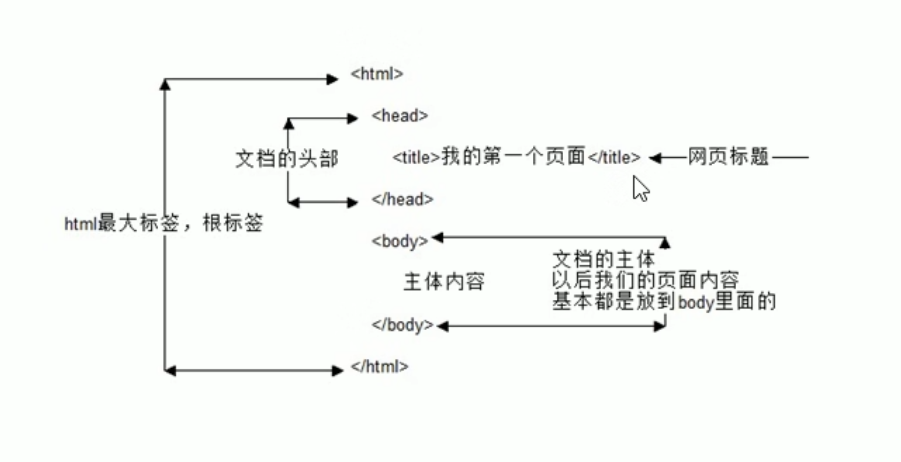 <html>
<head>
文档的头部
<title>我的第一个页面</title>
网页标题
</head>
html最大标签，根标签
<body>
文档的主体
以后我们的页面内容
基本都是放到body里面的
主体内容
</body>
</html>